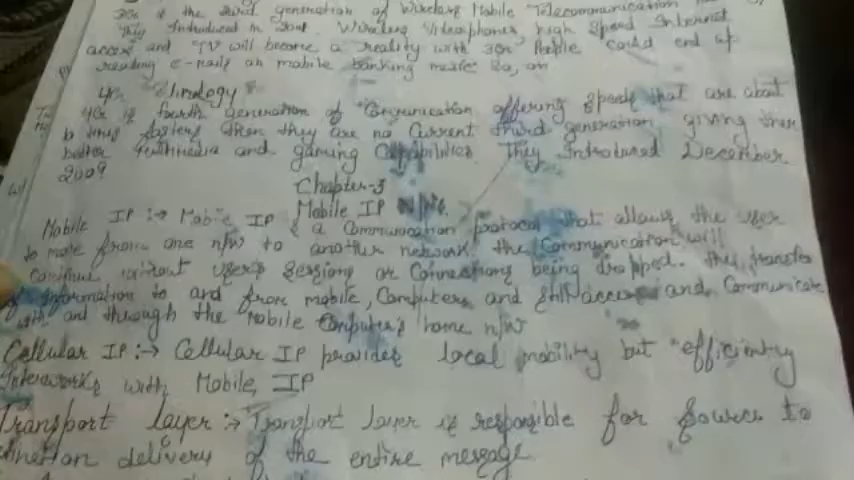 3G is the third generation of Wireless Mobile Telecommunication
They Introduced in 2001. Wireless Videophones, high Speed Internet
access and TV will become a reality with 3G People could end up
reading e-mails on mobile banking music so, on
4G
4G is fourth generation of Communication offering Speeds that are about
faster then they are no Current third generation giving them
better multimedia and gaming Capabilities They Introduced December
2009
Chapter-3
Mobile IP N/W
Mobile IP :→ Mobile IP is a Communication protocol that allows the user
to move from one n/w to another network. the Communication will
Continue without user's Sessions or Connections being dropped. They transfer
of information to and from mobile, Computers and still access and Communicate
with and through the Mobile Computer's home n/w
Cellular IP :→ Cellular IP provides local mobility but efficiently
Interworks with Mobile IP
Transport layer :→ Transport layer is responsible for source to
delivery of the entire message